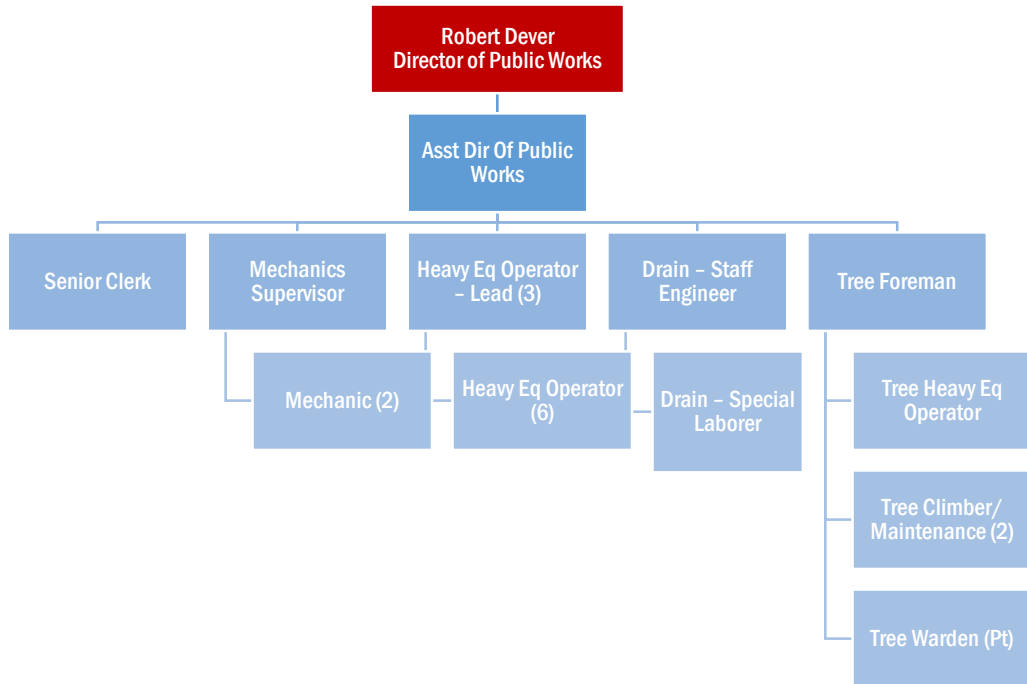 Robert Dever
Director of Public Works
Asst Dir Of Public
Works
Senior Clerk
Mechanics
Supervisor
Heavy Eq Operator
– Lead (3)
Drain – Staff
Engineer
Tree Foreman
Mechanic (2)
Heavy Eq Operator
(6)
Drain – Special
Laborer
Tree Heavy Eq
Operator
Tree Climber/
Maintenance (2)
Tree Warden (Pt)